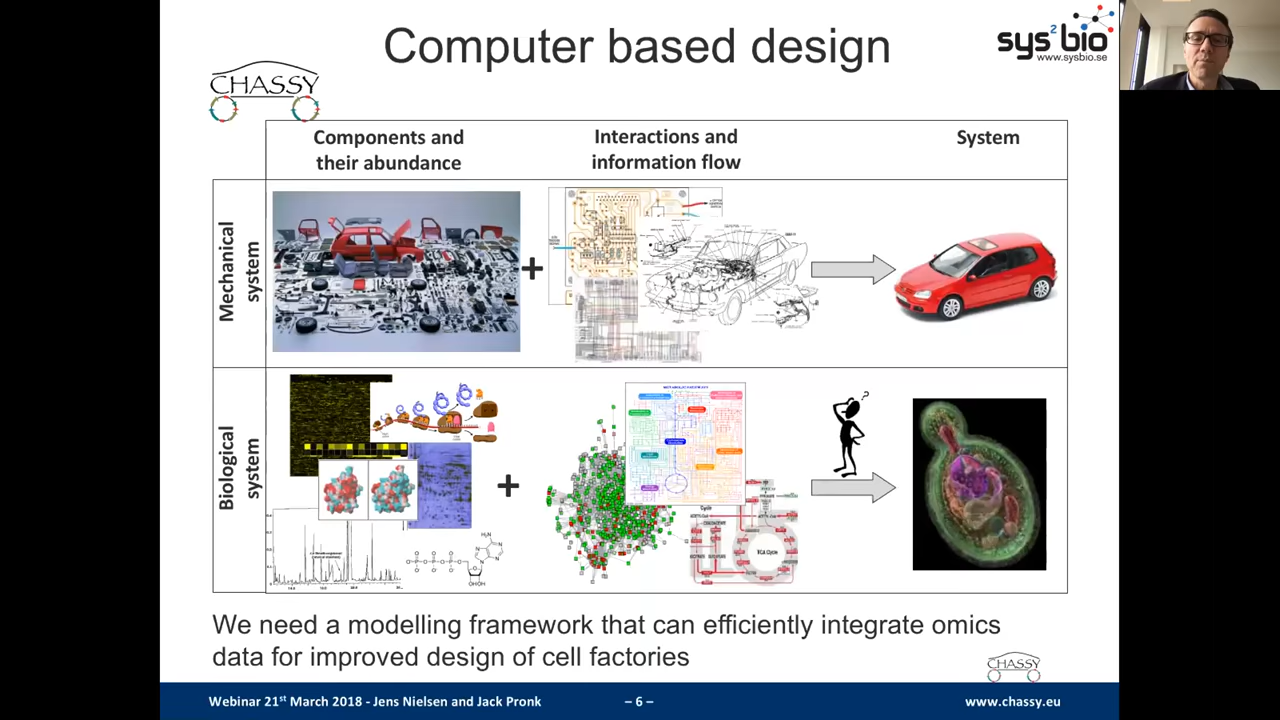 Computer based design
sys2bio
www.sysbio.se
CHASSY
Components and
their abundance
Interactions and
information flow
System
Mechanical
system
+
Biological
system
+
?
TCA Cycle
We need a modelling framework that can efficiently integrate omics
data for improved design of cell factories
CHASSY
Webinar 21st March 2018 - Jens Nielsen and Jack Pronk
– 6 –
www.chassy.eu